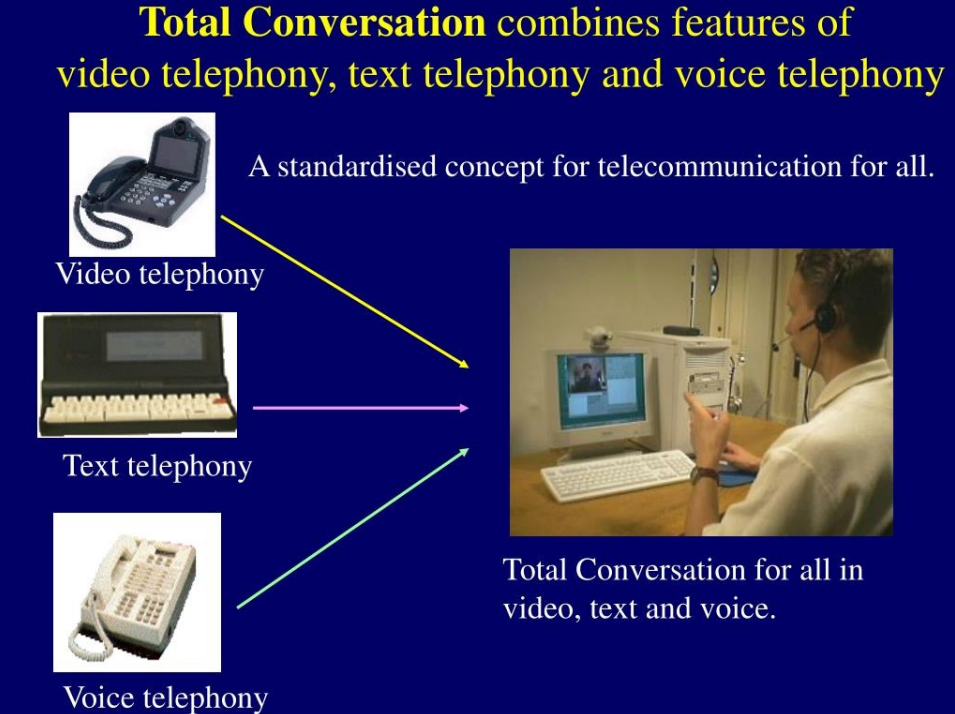 Total Conversation combines features of
video telephony, text telephony and voice telephony
A standardised concept for telecommunication for all.
Video telephony
Text telephony
Voice telephony
Total Conversation for all in
video, text and voice.